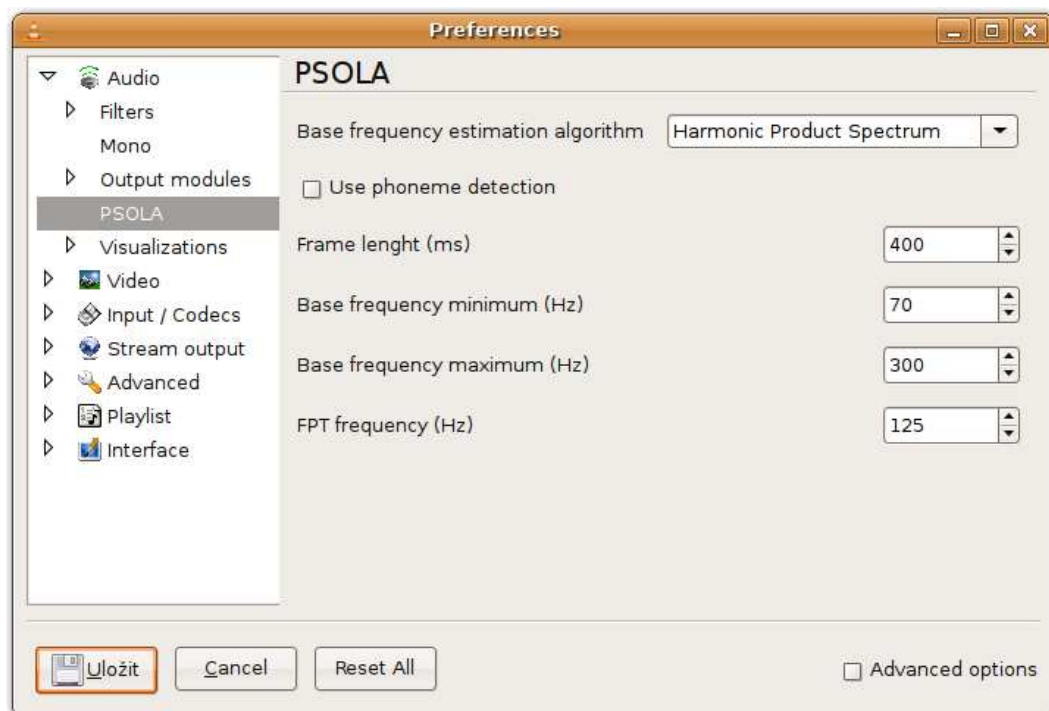 Preferences
Audio
Filters
Mono
Output modules
PSOLA
Visualizations
Video
Input / Codecs
Stream output
Advanced
Playlist
Interface
PSOLA
Base frequency estimation algorithm Harmonic Product Spectrum
Use phoneme detection
Frame lenght (ms) 400
Base frequency minimum (Hz) 70
Base frequency maximum (Hz) 300
FPT frequency (Hz) 125
Uložit Cancel Reset All Advanced options